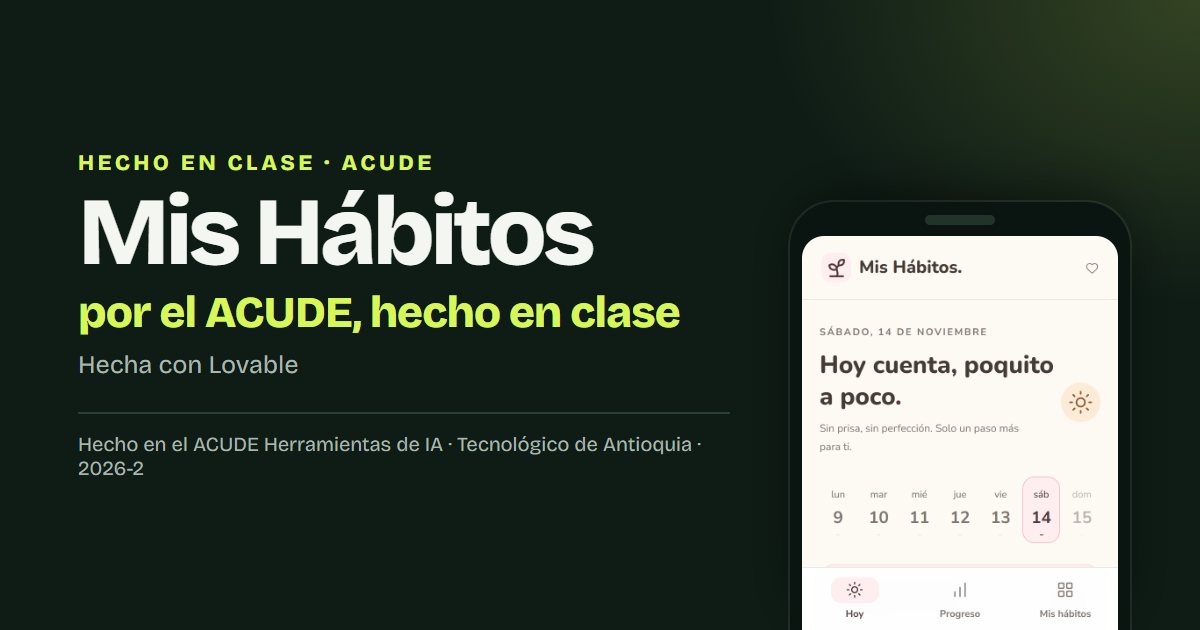 HECHO EN CLASE · ACUDE
Mis Hábitos
por el ACUDE, hecho en clase
Hecha con Lovable
Hecho en el ACUDE Herramientas de IA · Tecnológico de Antioquia ·
2026-2
Mis Hábitos.
SÁBADO, 14 DE NOVIEMBRE
Hoy cuenta, poquito
a poco.
Sin prisa, sin perfección. Solo un paso más
para ti.
lun mar mié jue vie sáb dom
9 10 11 12 13 14 15
Hoy Progreso Mis hábitos